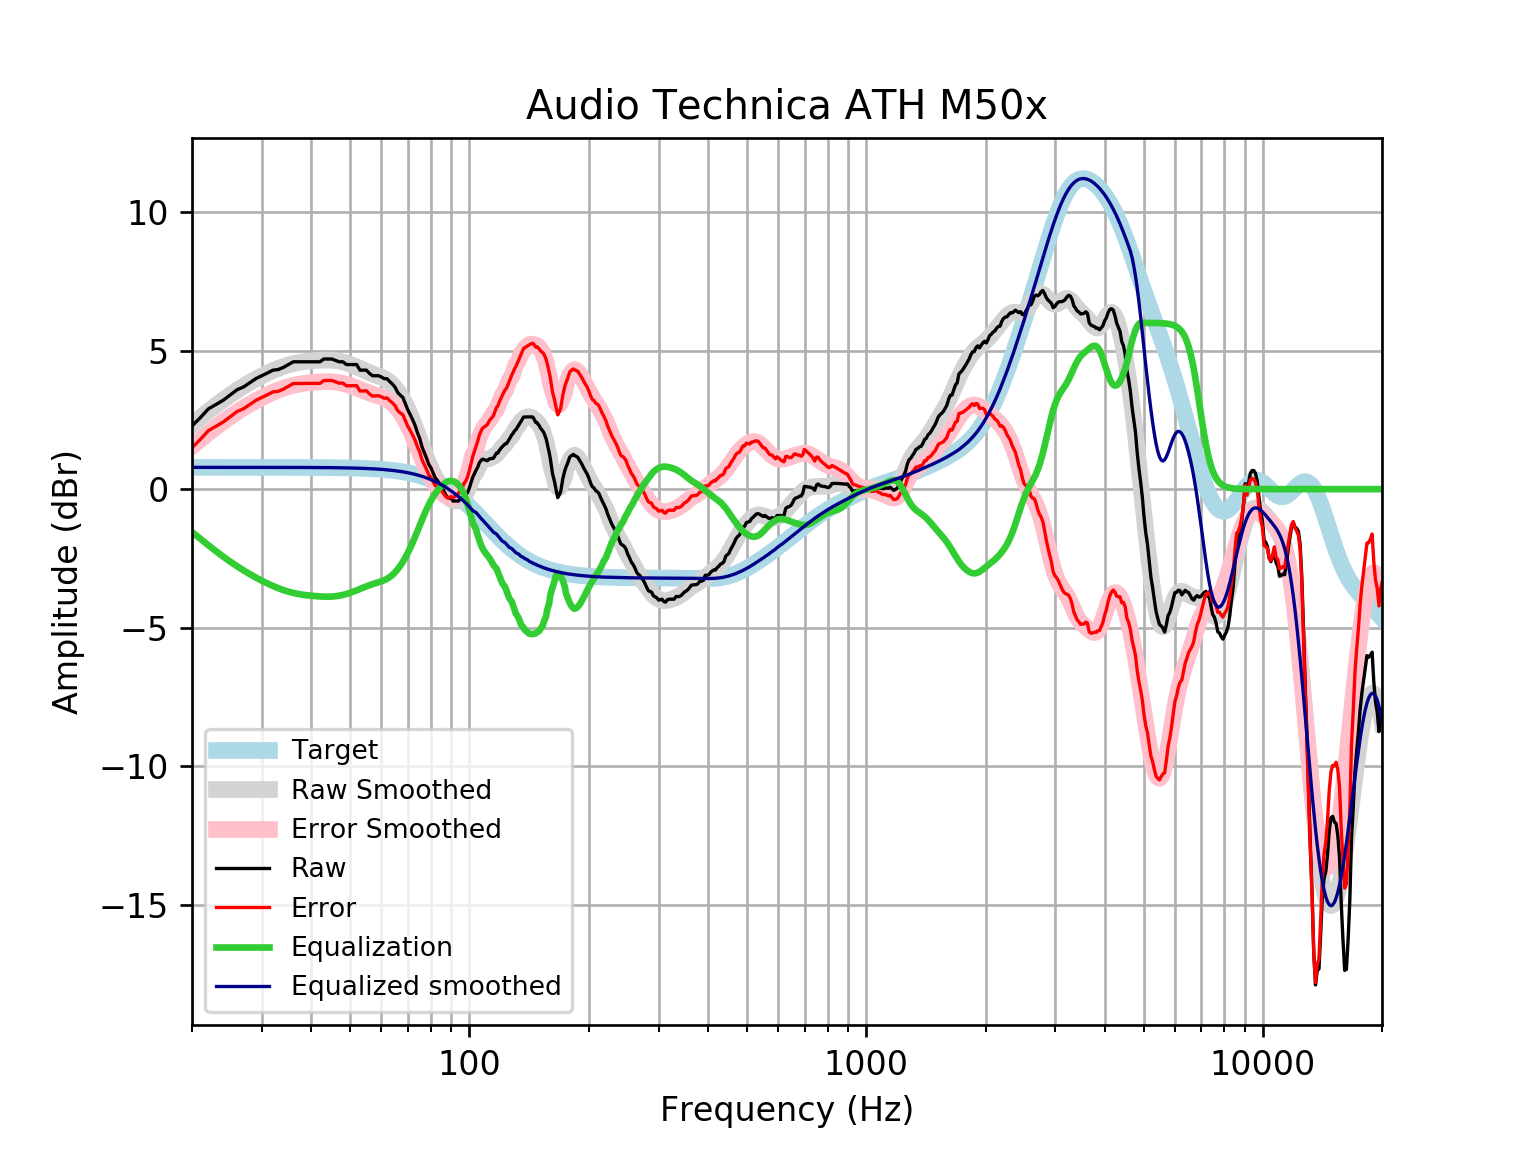 Audio Technica ATH M50x
Amplitude (dBr)
10
5
0
−5
−10
−15
Target
Raw Smoothed
Error Smoothed
Raw
Error
Equalization
Equalized smoothed
100
1000
10000
Frequency (Hz)